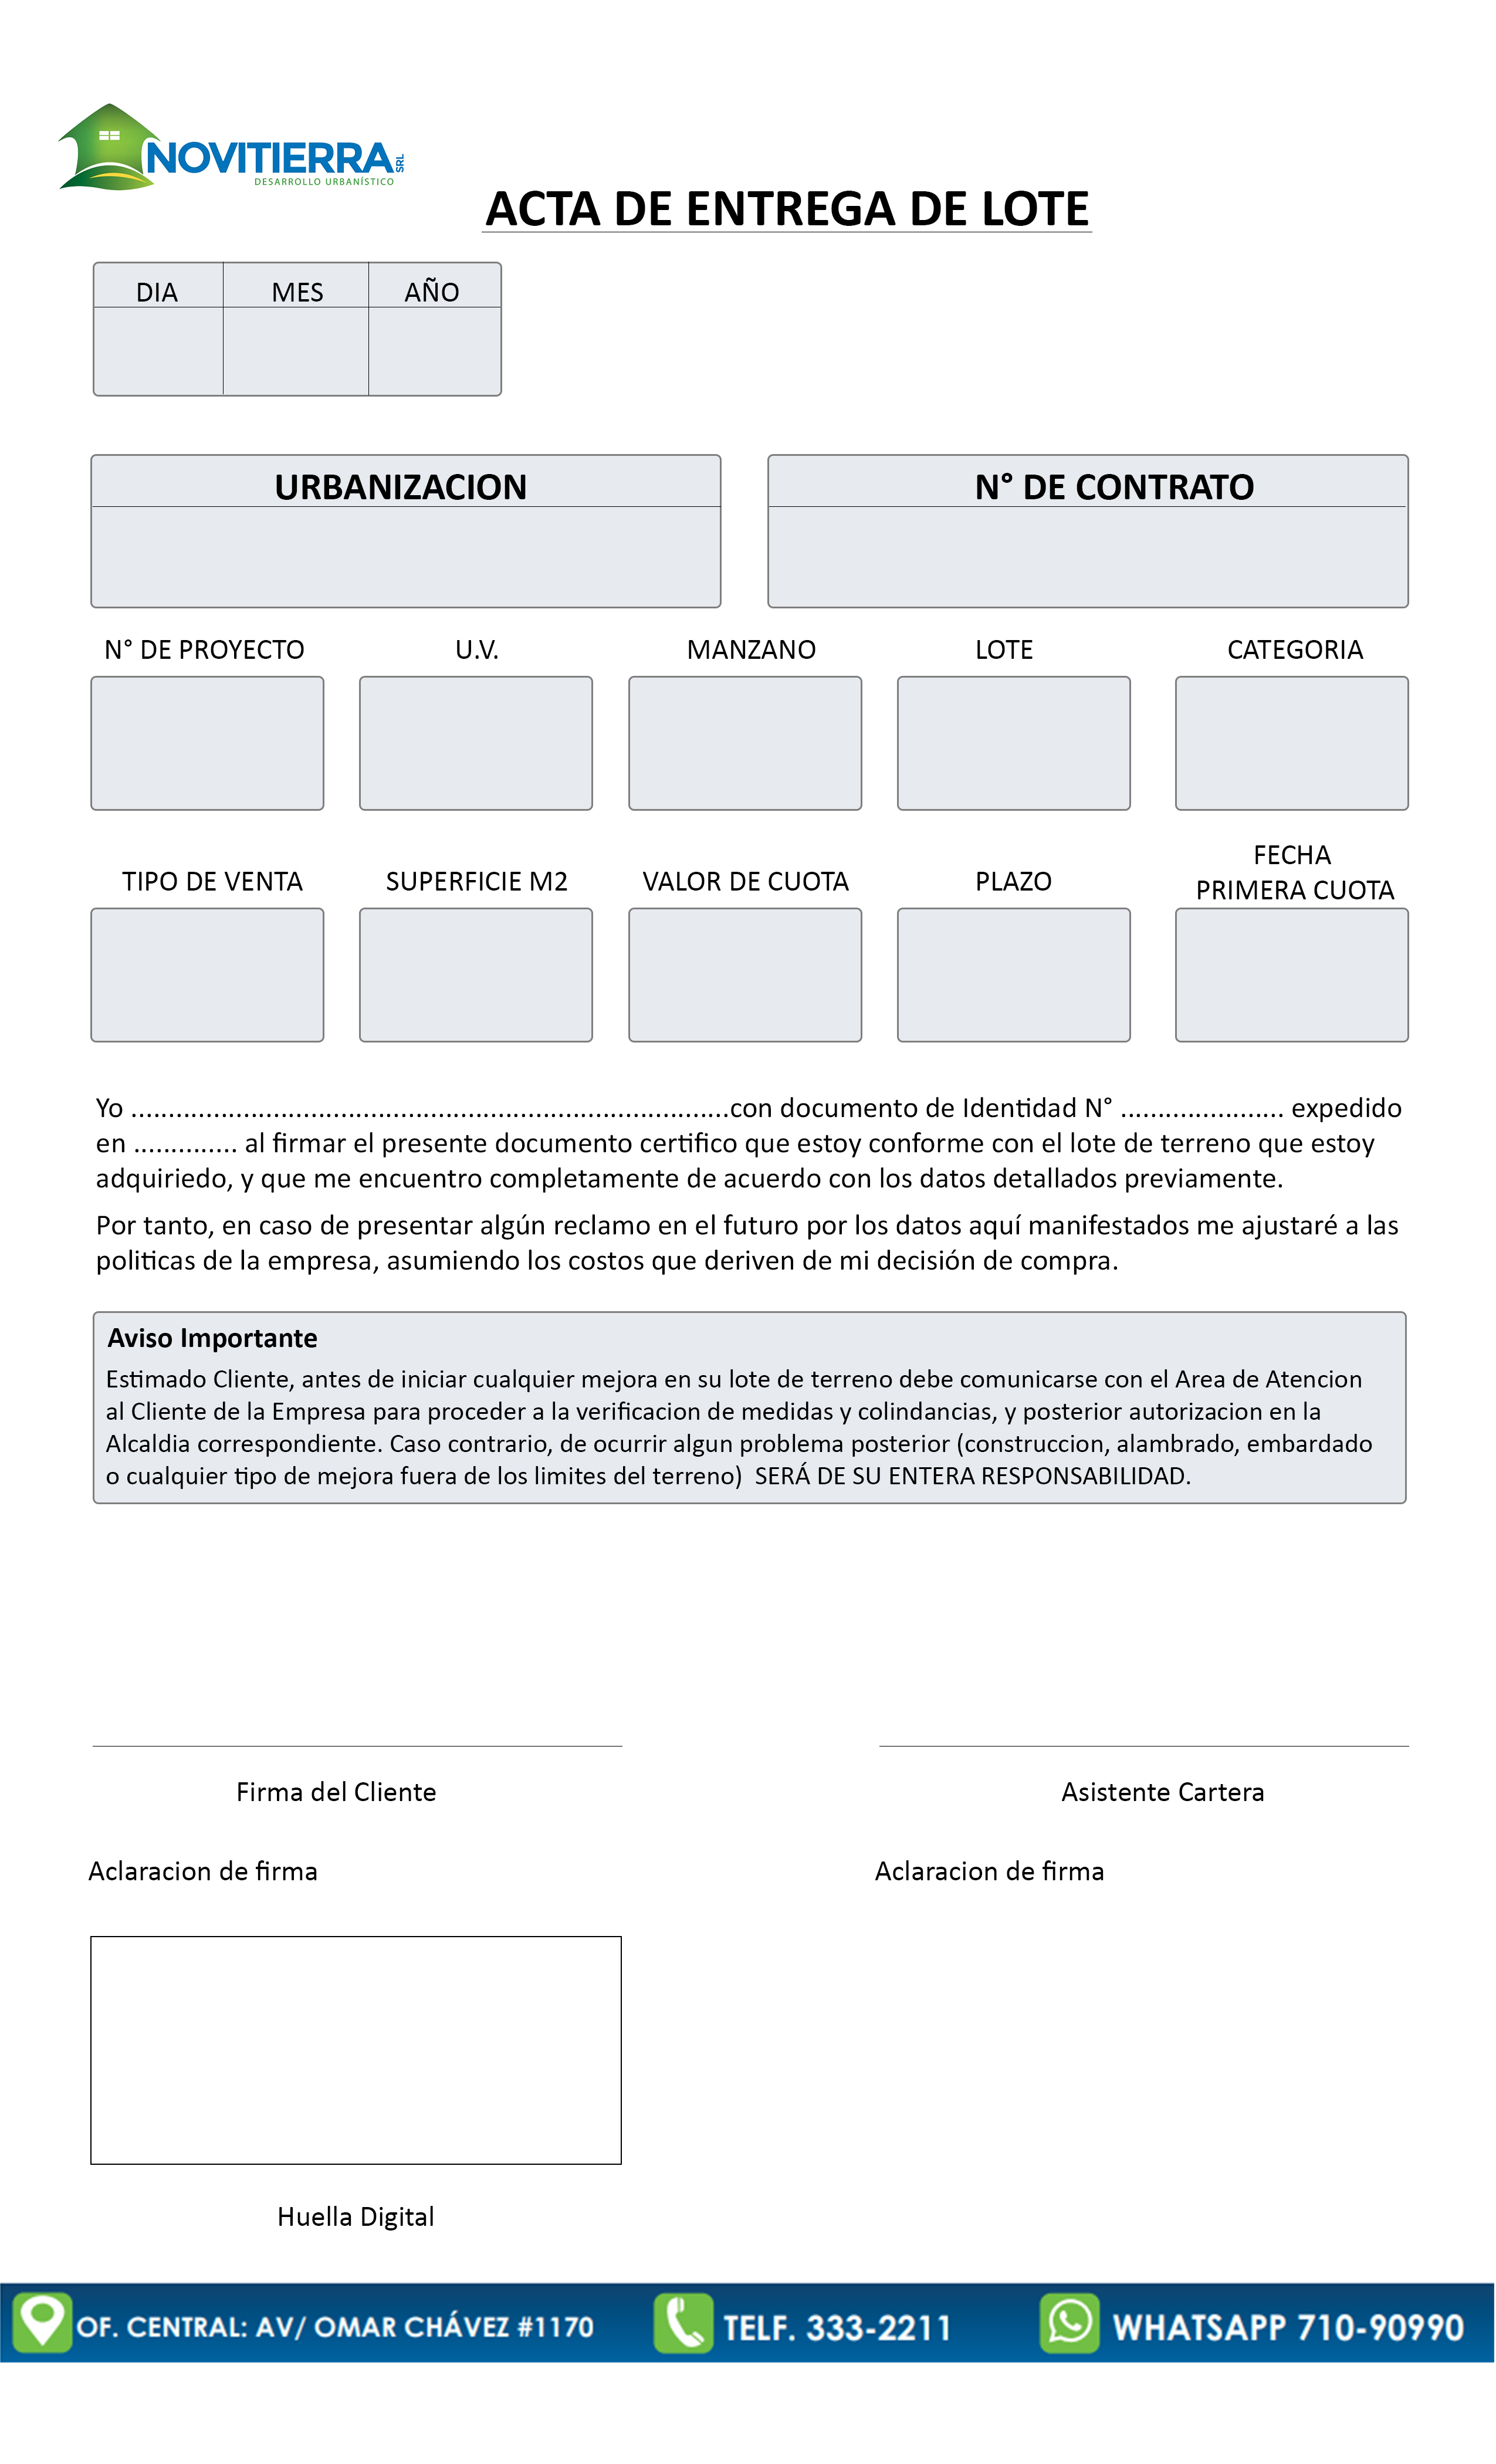 NOVITIERRA SRL
DESARROLLO URBANÍSTICO
ACTA DE ENTREGA DE LOTE
DIA MES AÑO
URBANIZACION N° DE CONTRATO
N° DE PROYECTO U.V. MANZANO LOTE CATEGORIA
FECHA
TIPO DE VENTA SUPERFICIE M2 VALOR DE CUOTA PLAZO PRIMERA CUOTA
Yo ................................................................................con documento de Identidad N° ...................... expedido
en .............. al firmar el presente documento certifico que estoy conforme con el lote de terreno que estoy
adquiriedo, y que me encuentro completamente de acuerdo con los datos detallados previamente.
Por tanto, en caso de presentar algún reclamo en el futuro por los datos aquí manifestados me ajustaré a las
politicas de la empresa, asumiendo los costos que deriven de mi decisión de compra.
Aviso Importante
Estimado Cliente, antes de iniciar cualquier mejora en su lote de terreno debe comunicarse con el Area de Atencion
al Cliente de la Empresa para proceder a la verificacion de medidas y colindancias, y posterior autorizacion en la
Alcaldia correspondiente. Caso contrario, de ocurrir algun problema posterior (construccion, alambrado, embardado
o cualquier tipo de mejora fuera de los limites del terreno) SERÁ DE SU ENTERA RESPONSABILIDAD.
Firma del Cliente Asistente Cartera
Aclaracion de firma Aclaracion de firma
Huella Digital
OF. CENTRAL: AV/ OMAR CHÁVEZ #1170 TELF. 333-2211 WHATSAPP 710-90990